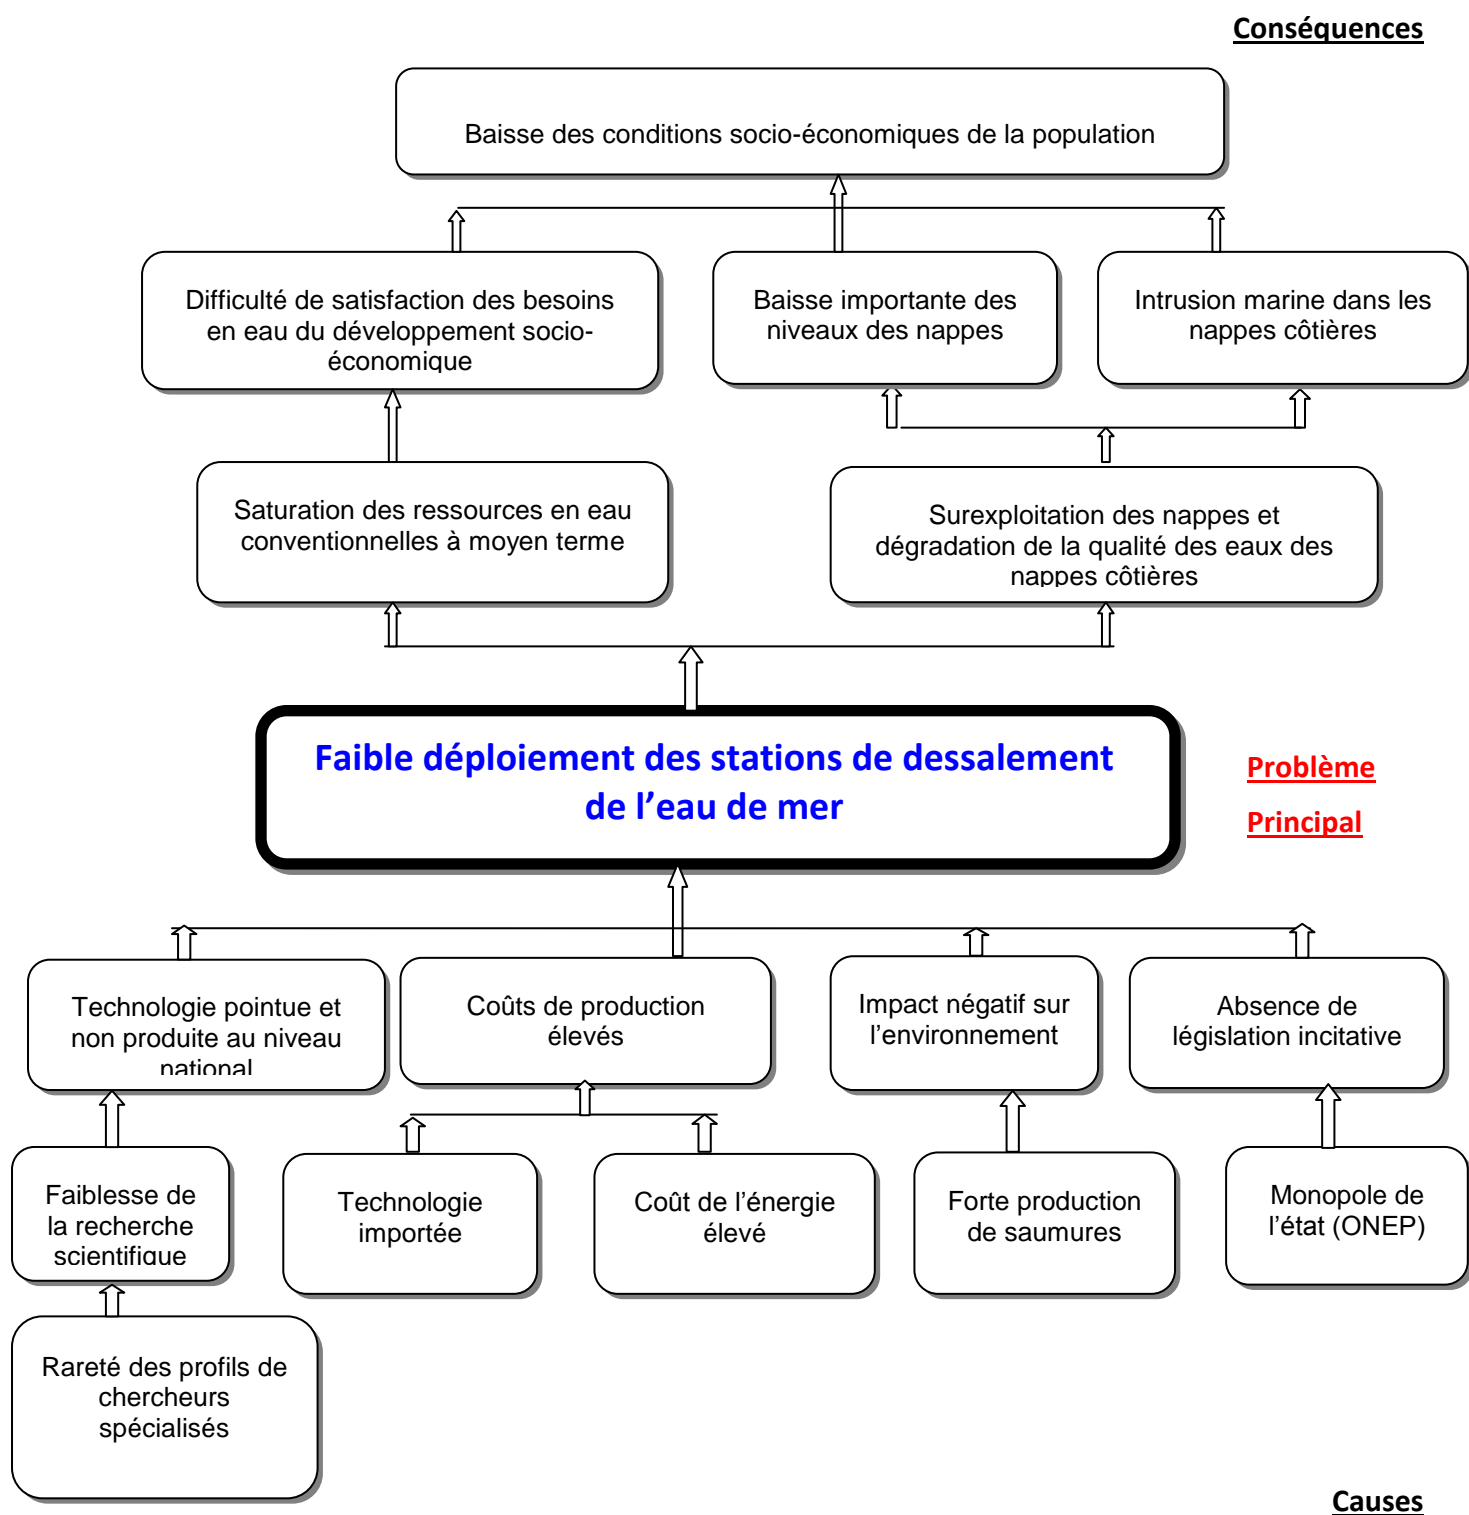 Conséquences
Baisse des conditions socio-économiques de la population
Difficulté de satisfaction des besoins
en eau du développement socio-
économique
Baisse importante des
niveaux des nappes
Intrusion marine dans les
nappes côtières
Saturation des ressources en eau
conventionnelles à moyen terme
Surexploitation des nappes et
dégradation de la qualité des eaux des
nappes côtières
Faible déploiement des stations de dessalement
de l’eau de mer
Problème
Principal
Technologie pointue et
non produite au niveau
national
Coûts de production
élevés
Impact négatif sur
l’environnement
Absence de
législation incitative
Faiblesse de
la recherche
scientifique
Technologie
importée
Coût de l’énergie
élevé
Forte production
de saumures
Monopole de
l’état (ONEP)
Rareté des profils de
chercheurs
spécialisés
Causes